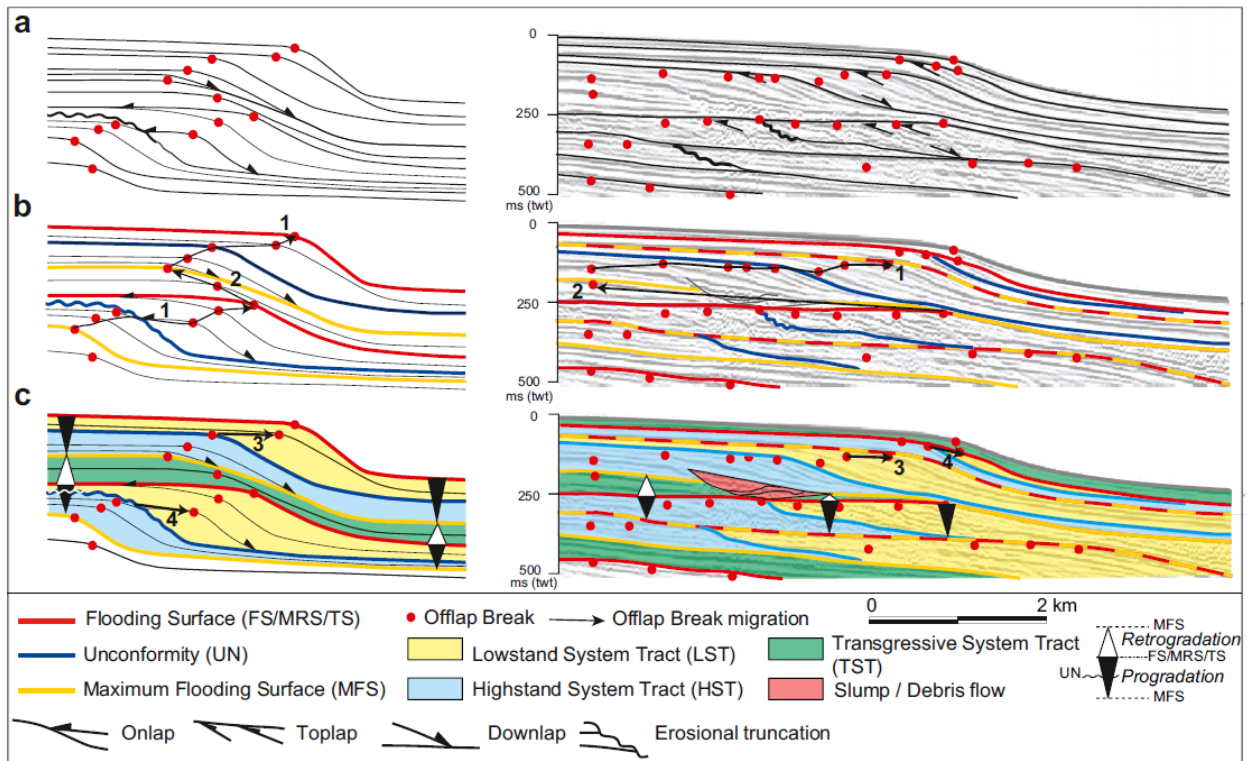 a
0
250
500
ms (twt)
b
1
2
1
0
1
2
250
500
ms (twt)
c
3
4
0
3
4
250
500
ms (twt)
Flooding Surface (FS/MRS/TS)
Offlap Break
Offlap Break migration
0
2 km
Unconformity (UN)
Lowstand System Tract (LST)
Transgressive System Tract
(TST)
Maximum Flooding Surface (MFS)
Highstand System Tract (HST)
Slump / Debris flow
MFS
Retrogradation
FS/MRS/TS
UN
Progradation
MFS
Onlap
Toplap
Downlap
Erosional truncation